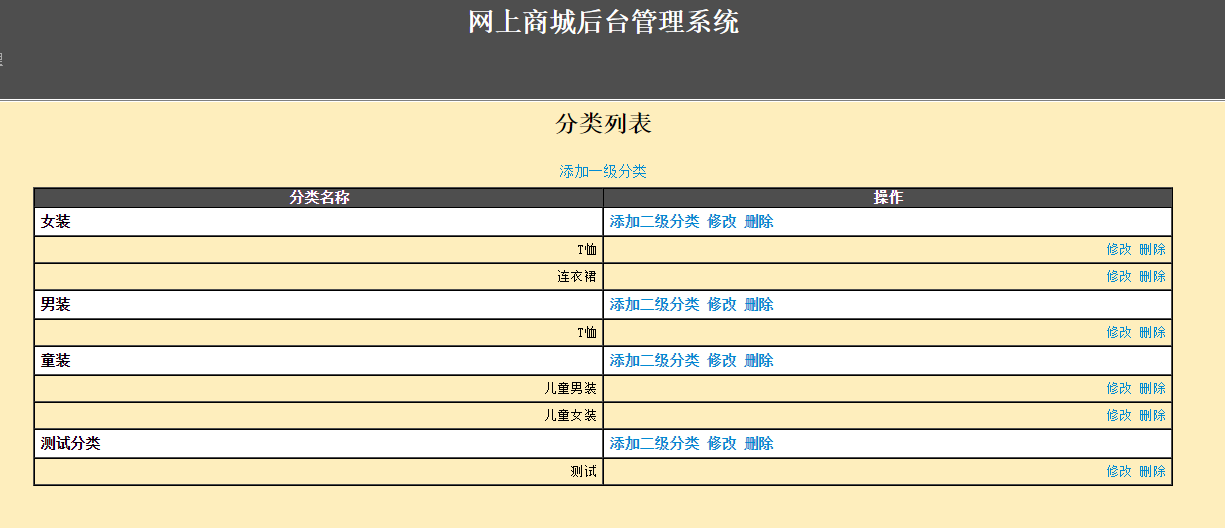 网上商城后台管理系统
分类列表
添加一级分类
分类名称 操作
女装 添加二级分类 修改 删除
T恤 修改 删除
连衣裙 修改 删除
男装 添加二级分类 修改 删除
T恤 修改 删除
童装 添加二级分类 修改 删除
儿童男装 修改 删除
儿童女装 修改 删除
测试分类 添加二级分类 修改 删除
测试 修改 删除